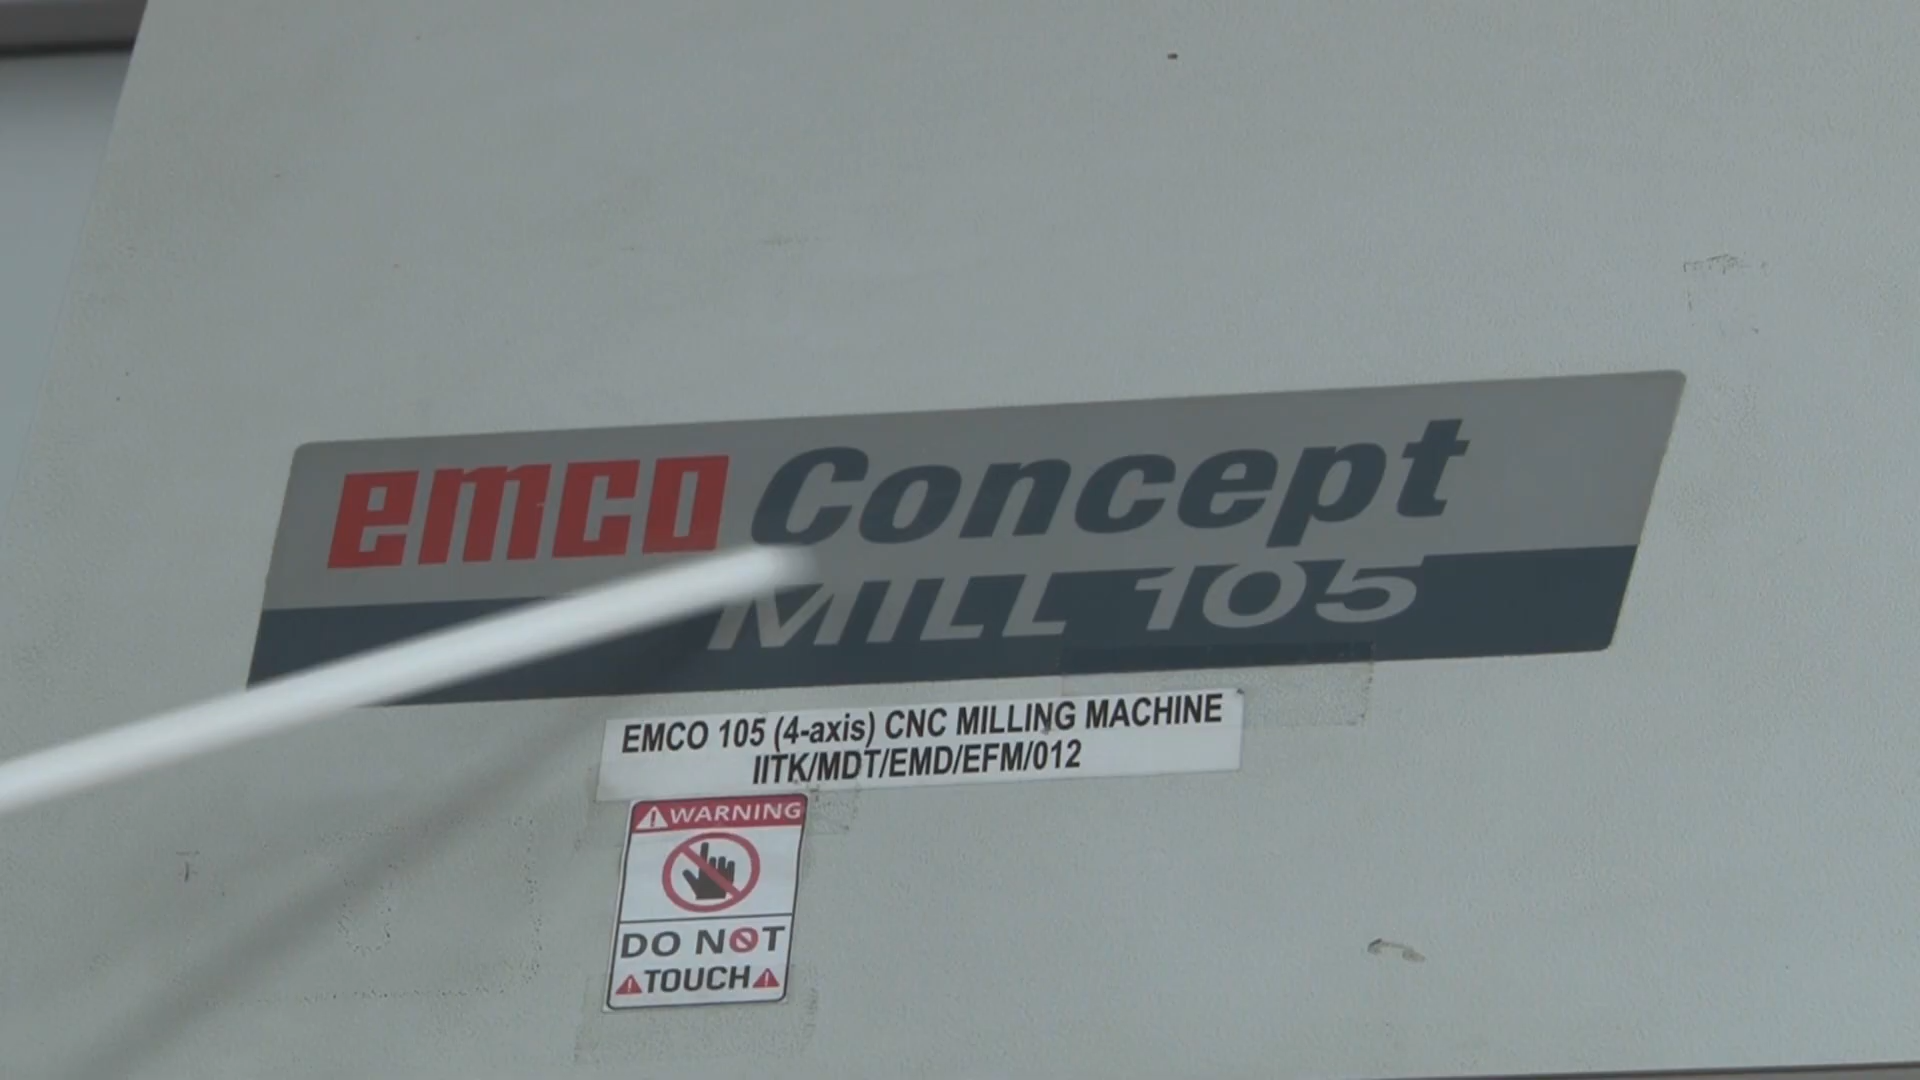 emco Concept
MILL 105
EMCO 105 (4-axis) CNC MILLING MACHINE
IITK/MDT/EMD/EFM/012
WARNING
DO NOT
TOUCH